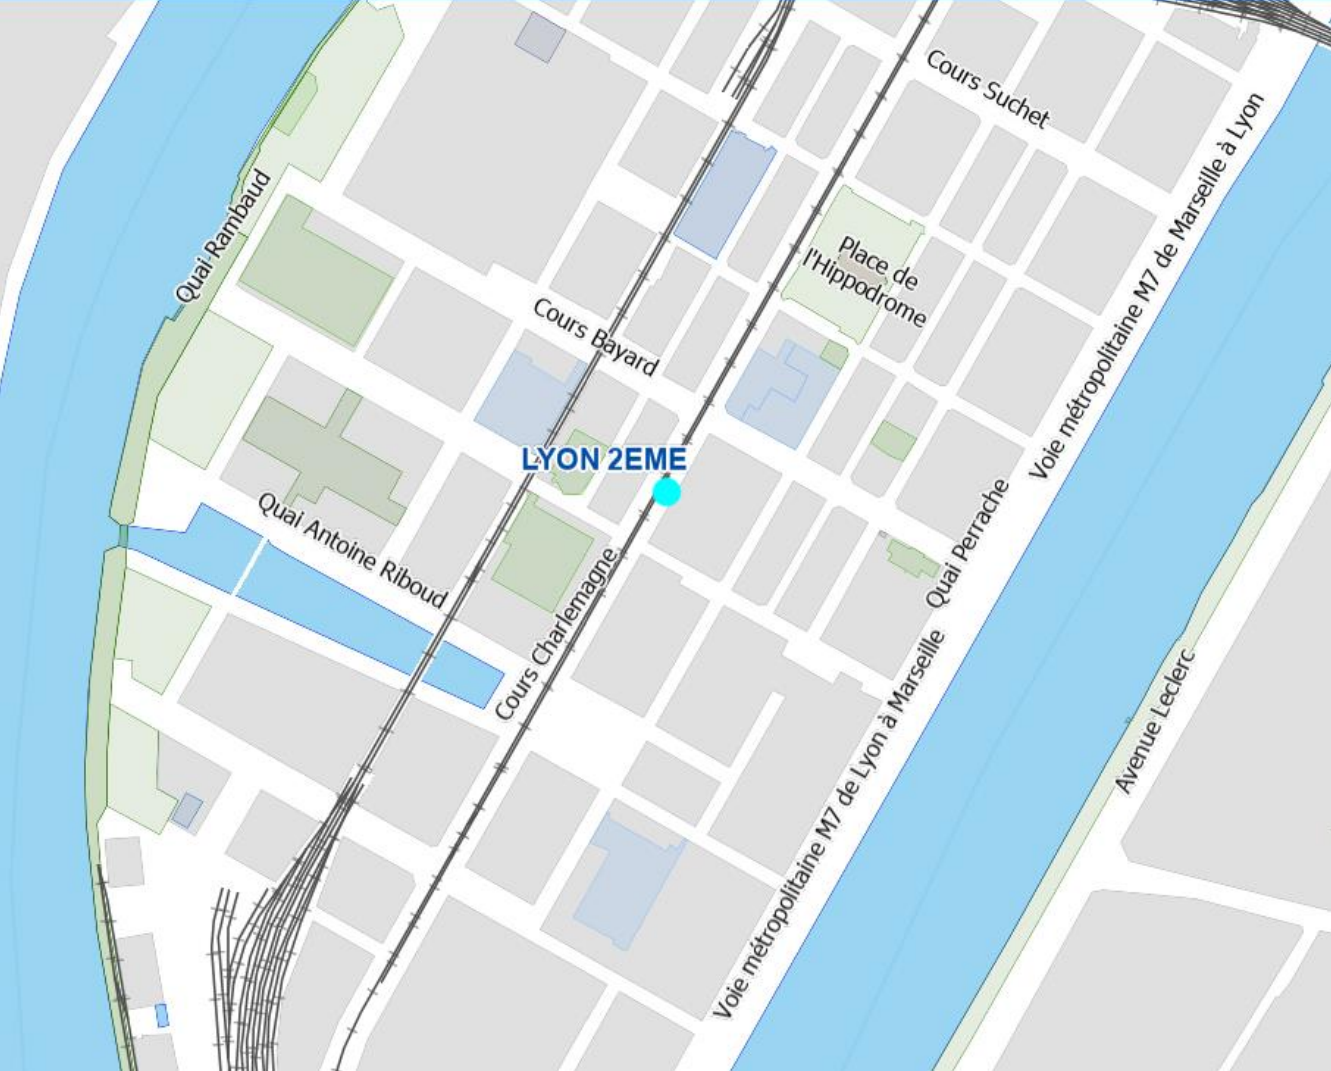 Cours Suchet
Voie métropolitaine M7 de Marseille à Lyon
Quai Rambaud
Place de
l'Hippodrome
Cours Bayard
LYON 2EME
Quai Antoine Riboud
Quai Perrache
Cours Charlemagne
Voie métropolitaine M7 de Lyon à Marseille
Avenue Leclerc